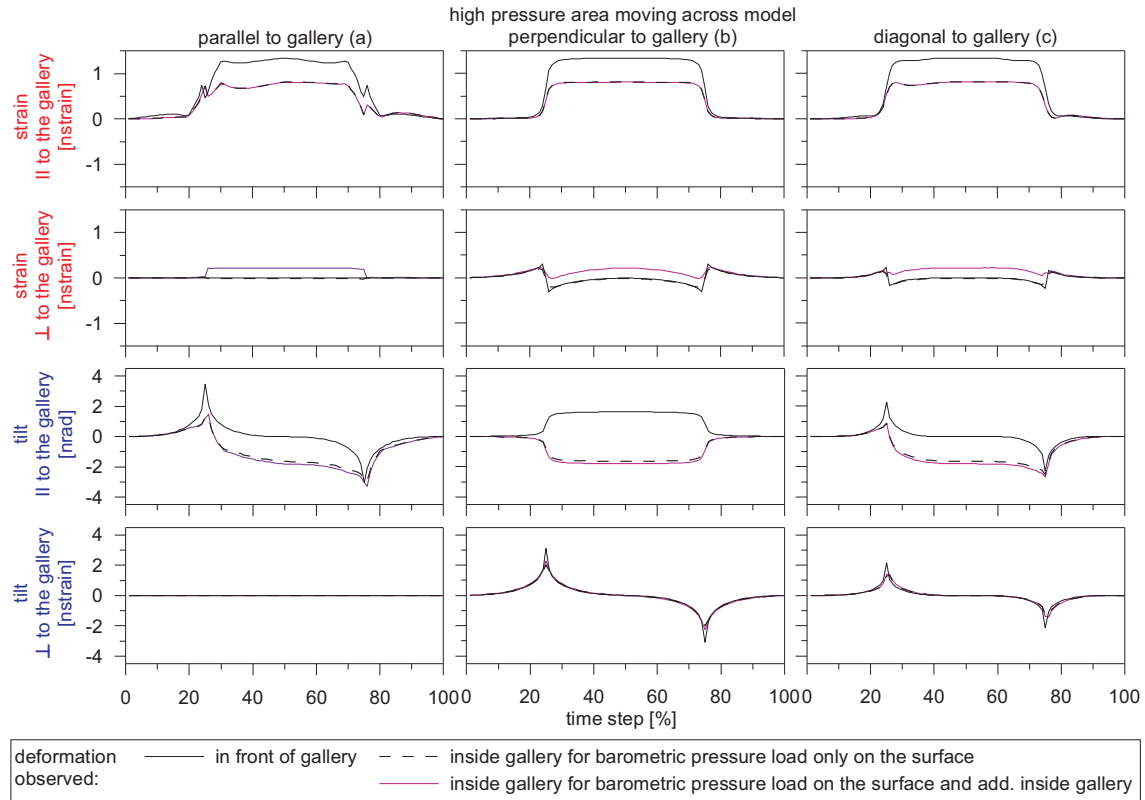 high pressure area moving across model
parallel to gallery (a)
perpendicular to gallery (b)
diagonal to gallery (c)
strain
II to the gallery
[nstrain]
1
0
-1
strain
⊥ to the gallery
[nstrain]
1
0
-1
tilt
II to the gallery
[nrad]
4
2
0
-2
-4
tilt
⊥ to the gallery
[nstrain]
4
2
0
-2
-4
0 20 40 60 80 100
0 20 40 60 80 100
0 20 40 60 80 100
time step [%]
deformation
observed:
in front of gallery
inside gallery for barometric pressure load only on the surface
inside gallery for barometric pressure load on the surface and add. inside gallery